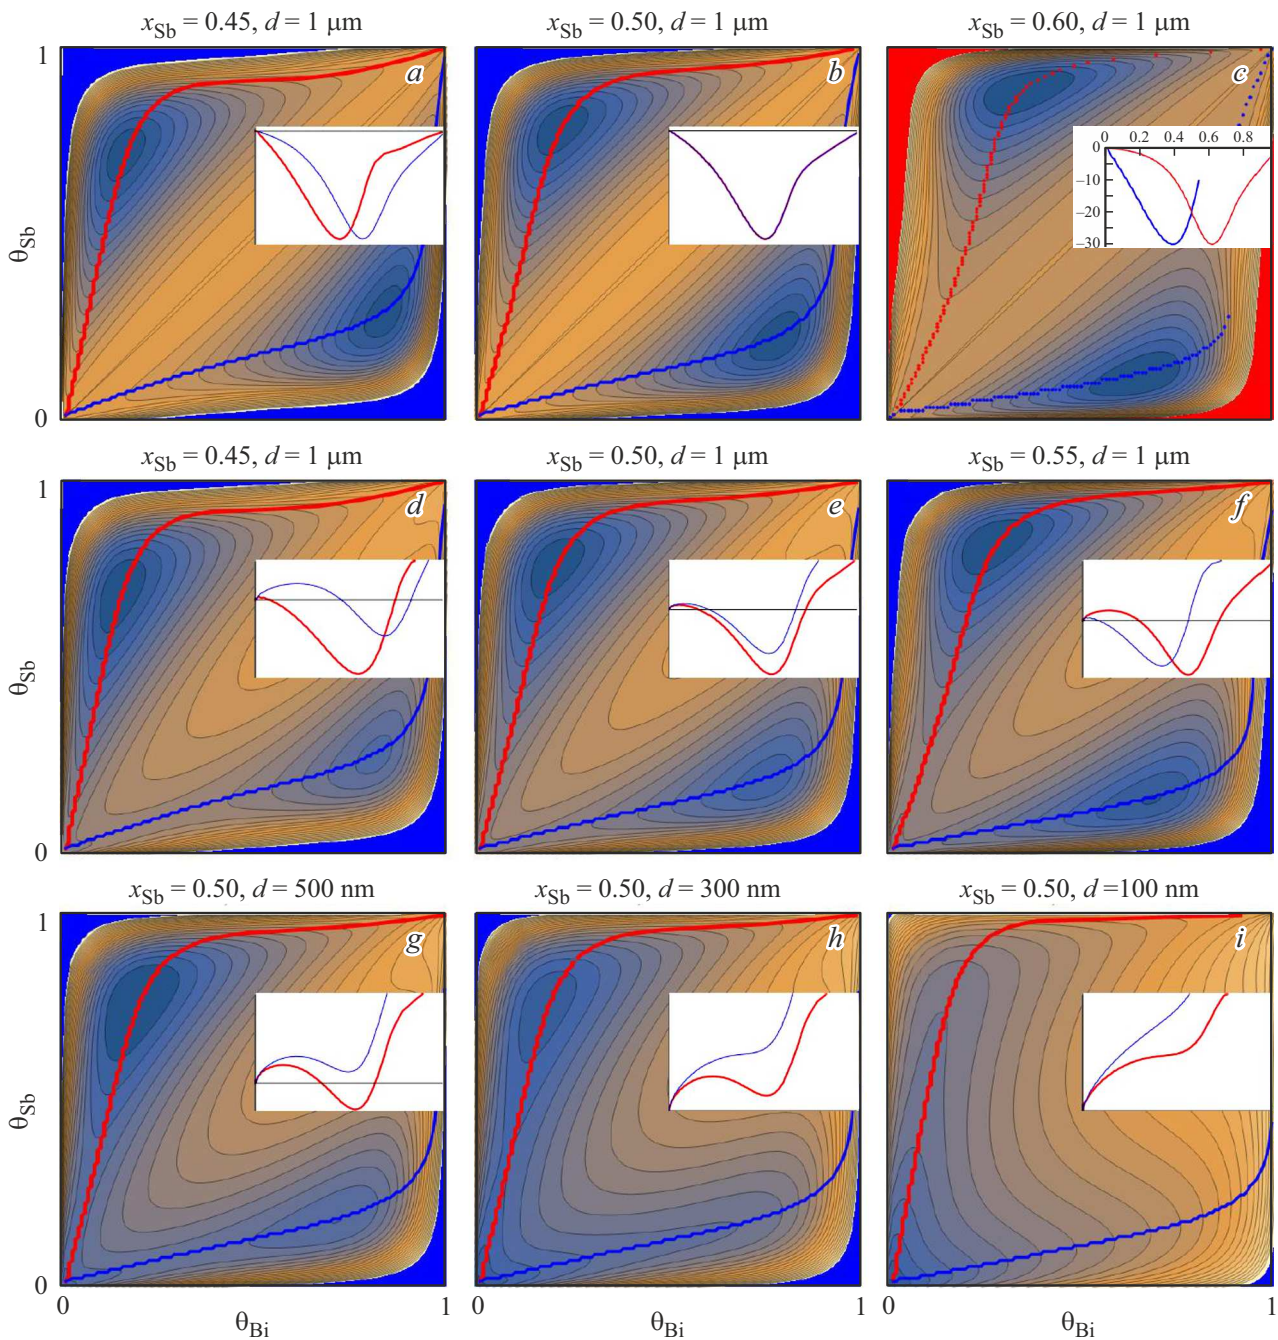 x_Sb = 0.45, d = 1 μm
x_Sb = 0.50, d = 1 μm
x_Sb = 0.60, d = 1 μm
1
a
b
c
0 0.2 0.4 0.6 0.8
0
−10
−20
−30
θ_Sb
0
x_Sb = 0.45, d = 1 μm
x_Sb = 0.50, d = 1 μm
x_Sb = 0.55, d = 1 μm
1
d
e
f
θ_Sb
0
x_Sb = 0.50, d = 500 nm
x_Sb = 0.50, d = 300 nm
x_Sb = 0.50, d =100 nm
1
g
h
i
θ_Sb
0
0 1
0 1
0 1
θ_Bi
θ_Bi
θ_Bi